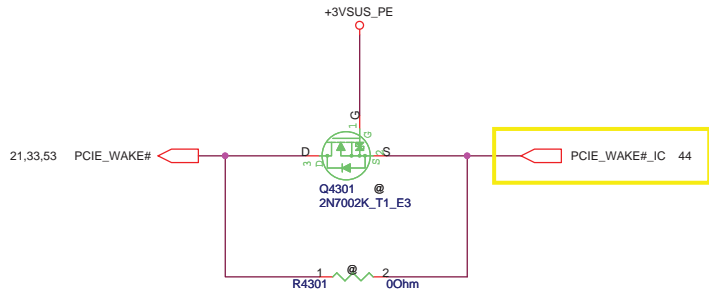 +3VSUS_PE
G
1
G
21,33,53 PCIE_WAKE# D S PCIE_WAKE#_IC 44
3 D S 2
Q4301 @
2N7002K_T1_E3
1 @ 2
R4301 0Ohm